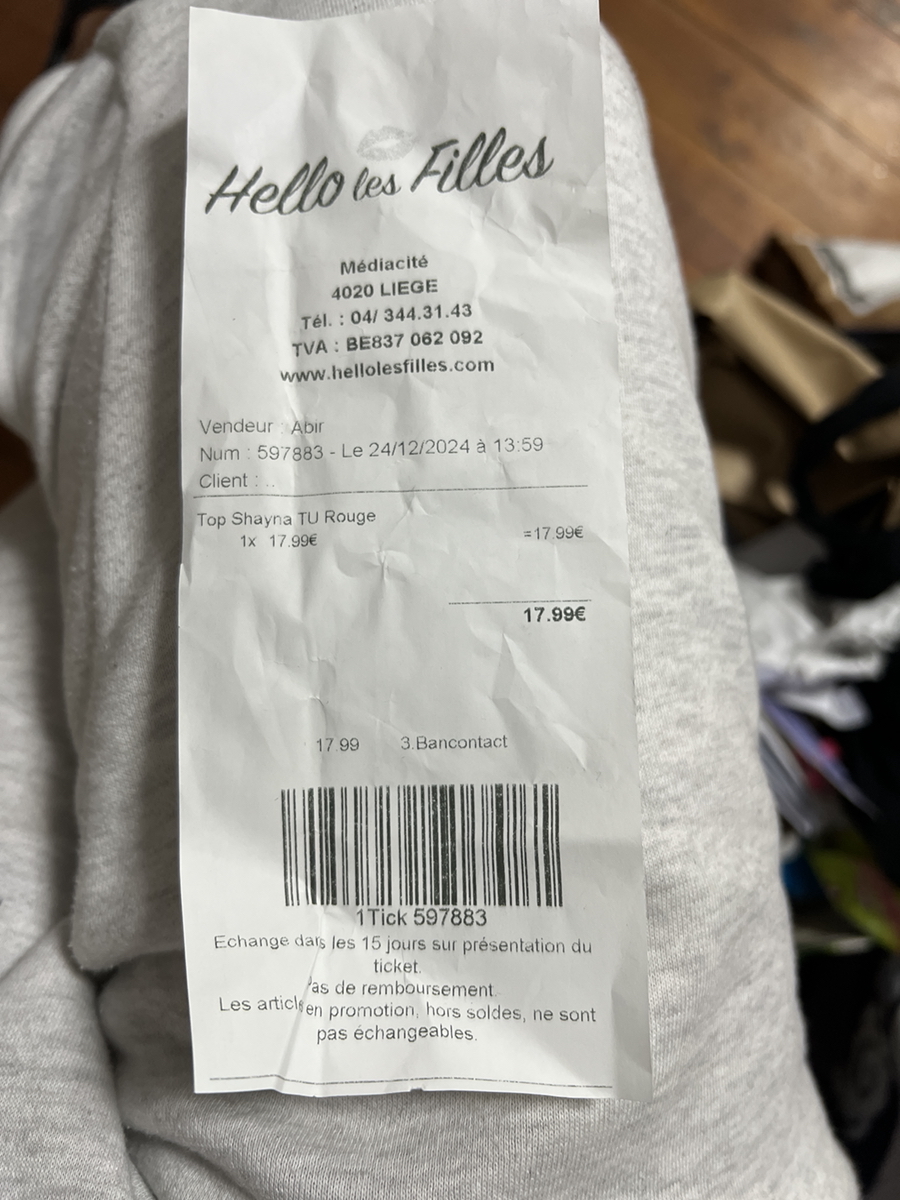 Hello les Filles
Médiacité
4020 LIEGE
Tél. : 04/ 344.31.43
TVA : BE837 062 092
www.hellolesfilles.com
Vendeur : Abir
Num : 597883 - Le 24/12/2024 à 13:59
Client : ..
Top Shayna TU Rouge
1x 17.99€ =17.99€
17.99€
17.99 3.Bancontact
1Tick 597883
Echange dans les 15 jours sur présentation du
ticket.
Pas de remboursement.
Les articles en promotion, hors soldes, ne sont
pas échangeables.